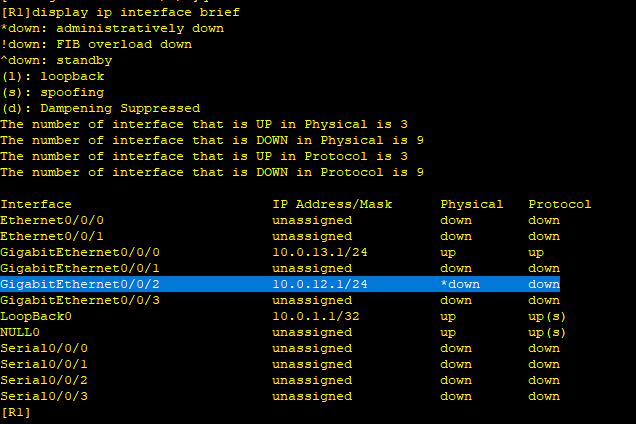 [R1]display ip interface brief
*down: administratively down
!down: FIB overload down
^down: standby
(l): loopback
(s): spoofing
(d): Dampening Suppressed
The number of interface that is UP in Physical is 3
The number of interface that is DOWN in Physical is 9
The number of interface that is UP in Protocol is 3
The number of interface that is DOWN in Protocol is 9
Interface IP Address/Mask Physical Protocol
Ethernet0/0/0 unassigned down down
Ethernet0/0/1 unassigned down down
GigabitEthernet0/0/0 10.0.13.1/24 up up
GigabitEthernet0/0/1 unassigned down down
GigabitEthernet0/0/2 10.0.12.1/24 *down down
GigabitEthernet0/0/3 unassigned down down
LoopBack0 10.0.1.1/32 up up(s)
NULL0 unassigned up up(s)
Serial0/0/0 unassigned down down
Serial0/0/1 unassigned down down
Serial0/0/2 unassigned down down
Serial0/0/3 unassigned down down
[R1]